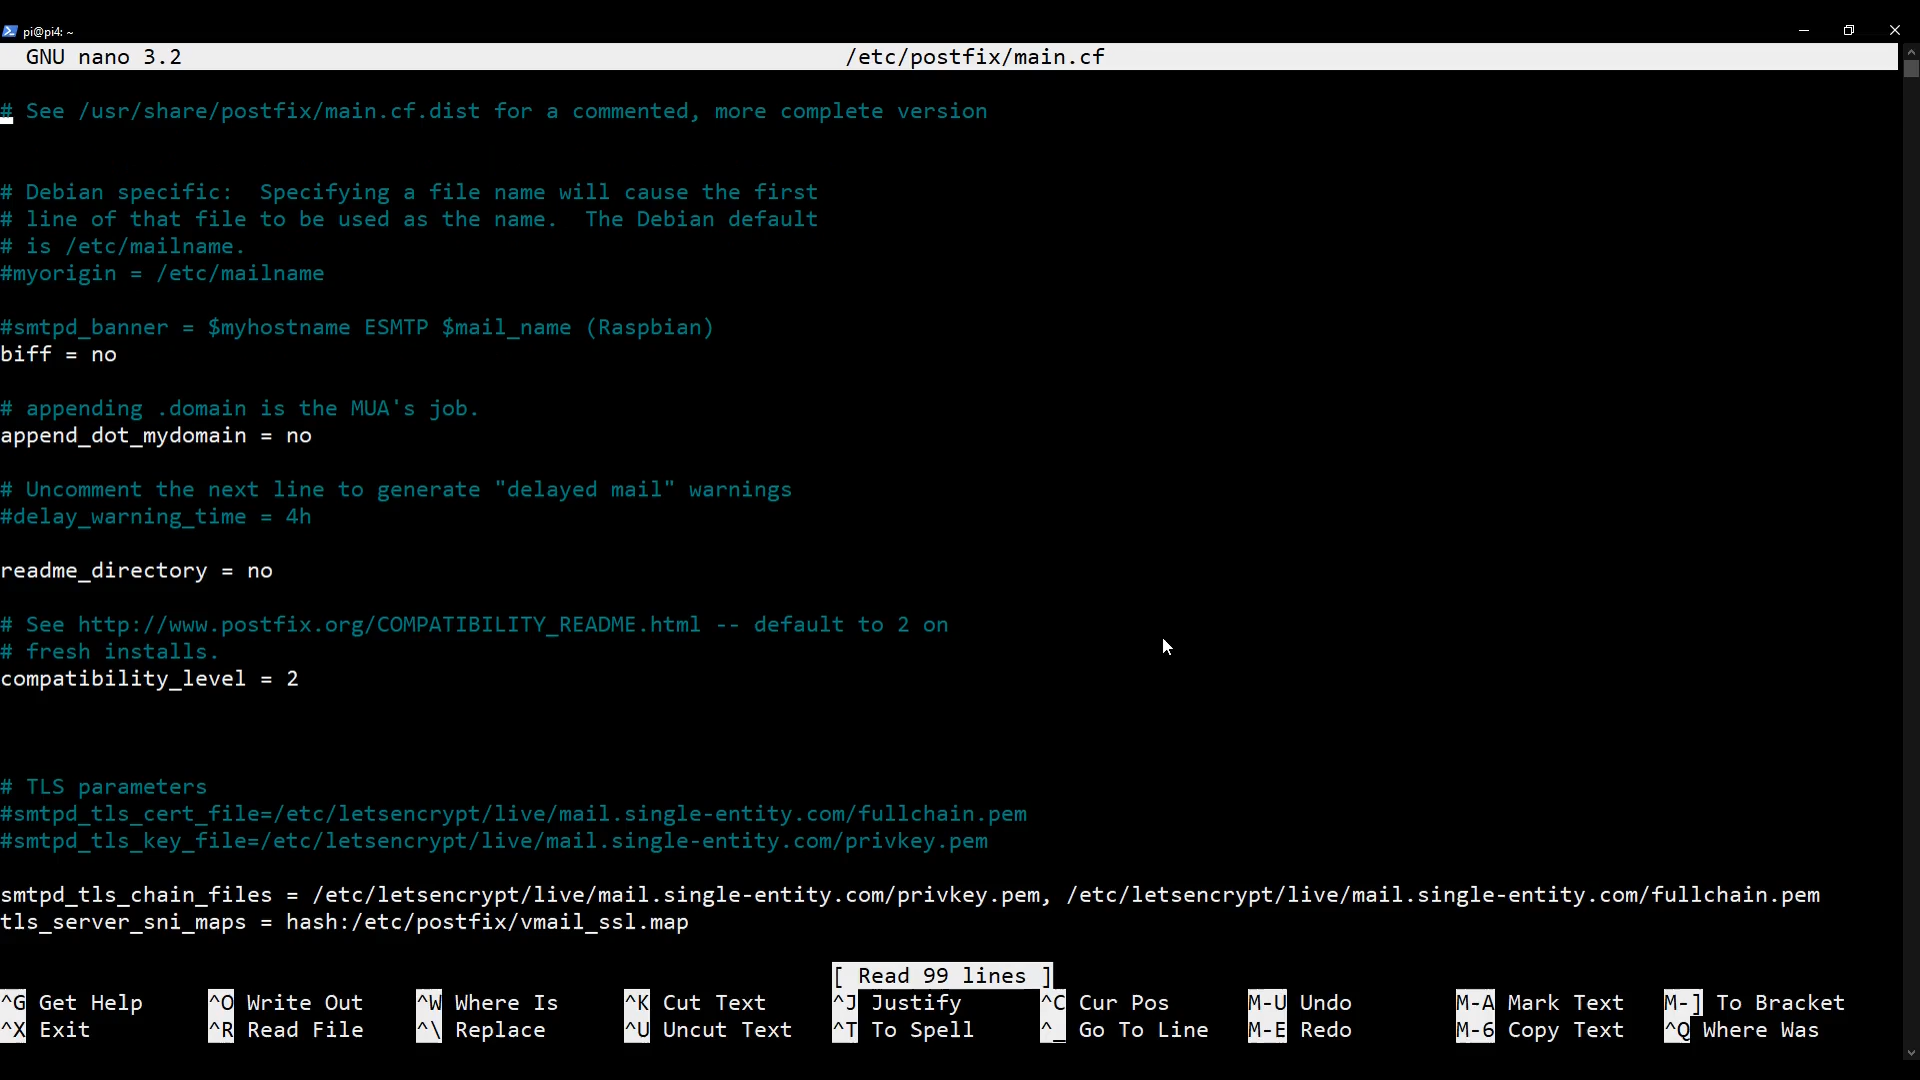 pi@pi4: ~
GNU nano 3.2 /etc/postfix/main.cf
# See /usr/share/postfix/main.cf.dist for a commented, more complete version
# Debian specific:  Specifying a file name will cause the first
# line of that file to be used as the name.  The Debian default
# is /etc/mailname.
#myorigin = /etc/mailname
#smtpd_banner = $myhostname ESMTP $mail_name (Raspbian)
biff = no
# appending .domain is the MUA's job.
append_dot_mydomain = no
# Uncomment the next line to generate "delayed mail" warnings
#delay_warning_time = 4h
readme_directory = no
# See http://www.postfix.org/COMPATIBILITY_README.html -- default to 2 on
# fresh installs.
compatibility_level = 2
# TLS parameters
#smtpd_tls_cert_file=/etc/letsencrypt/live/mail.single-entity.com/fullchain.pem
#smtpd_tls_key_file=/etc/letsencrypt/live/mail.single-entity.com/privkey.pem
smtpd_tls_chain_files = /etc/letsencrypt/live/mail.single-entity.com/privkey.pem, /etc/letsencrypt/live/mail.single-entity.com/fullchain.pem
tls_server_sni_maps = hash:/etc/postfix/vmail_ssl.map
[ Read 99 lines ]
^G Get Help ^O Write Out ^W Where Is ^K Cut Text ^J Justify ^C Cur Pos M-U Undo M-A Mark Text M-] To Bracket
^X Exit ^R Read File ^\ Replace ^U Uncut Text ^T To Spell ^_ Go To Line M-E Redo M-6 Copy Text ^Q Where Was